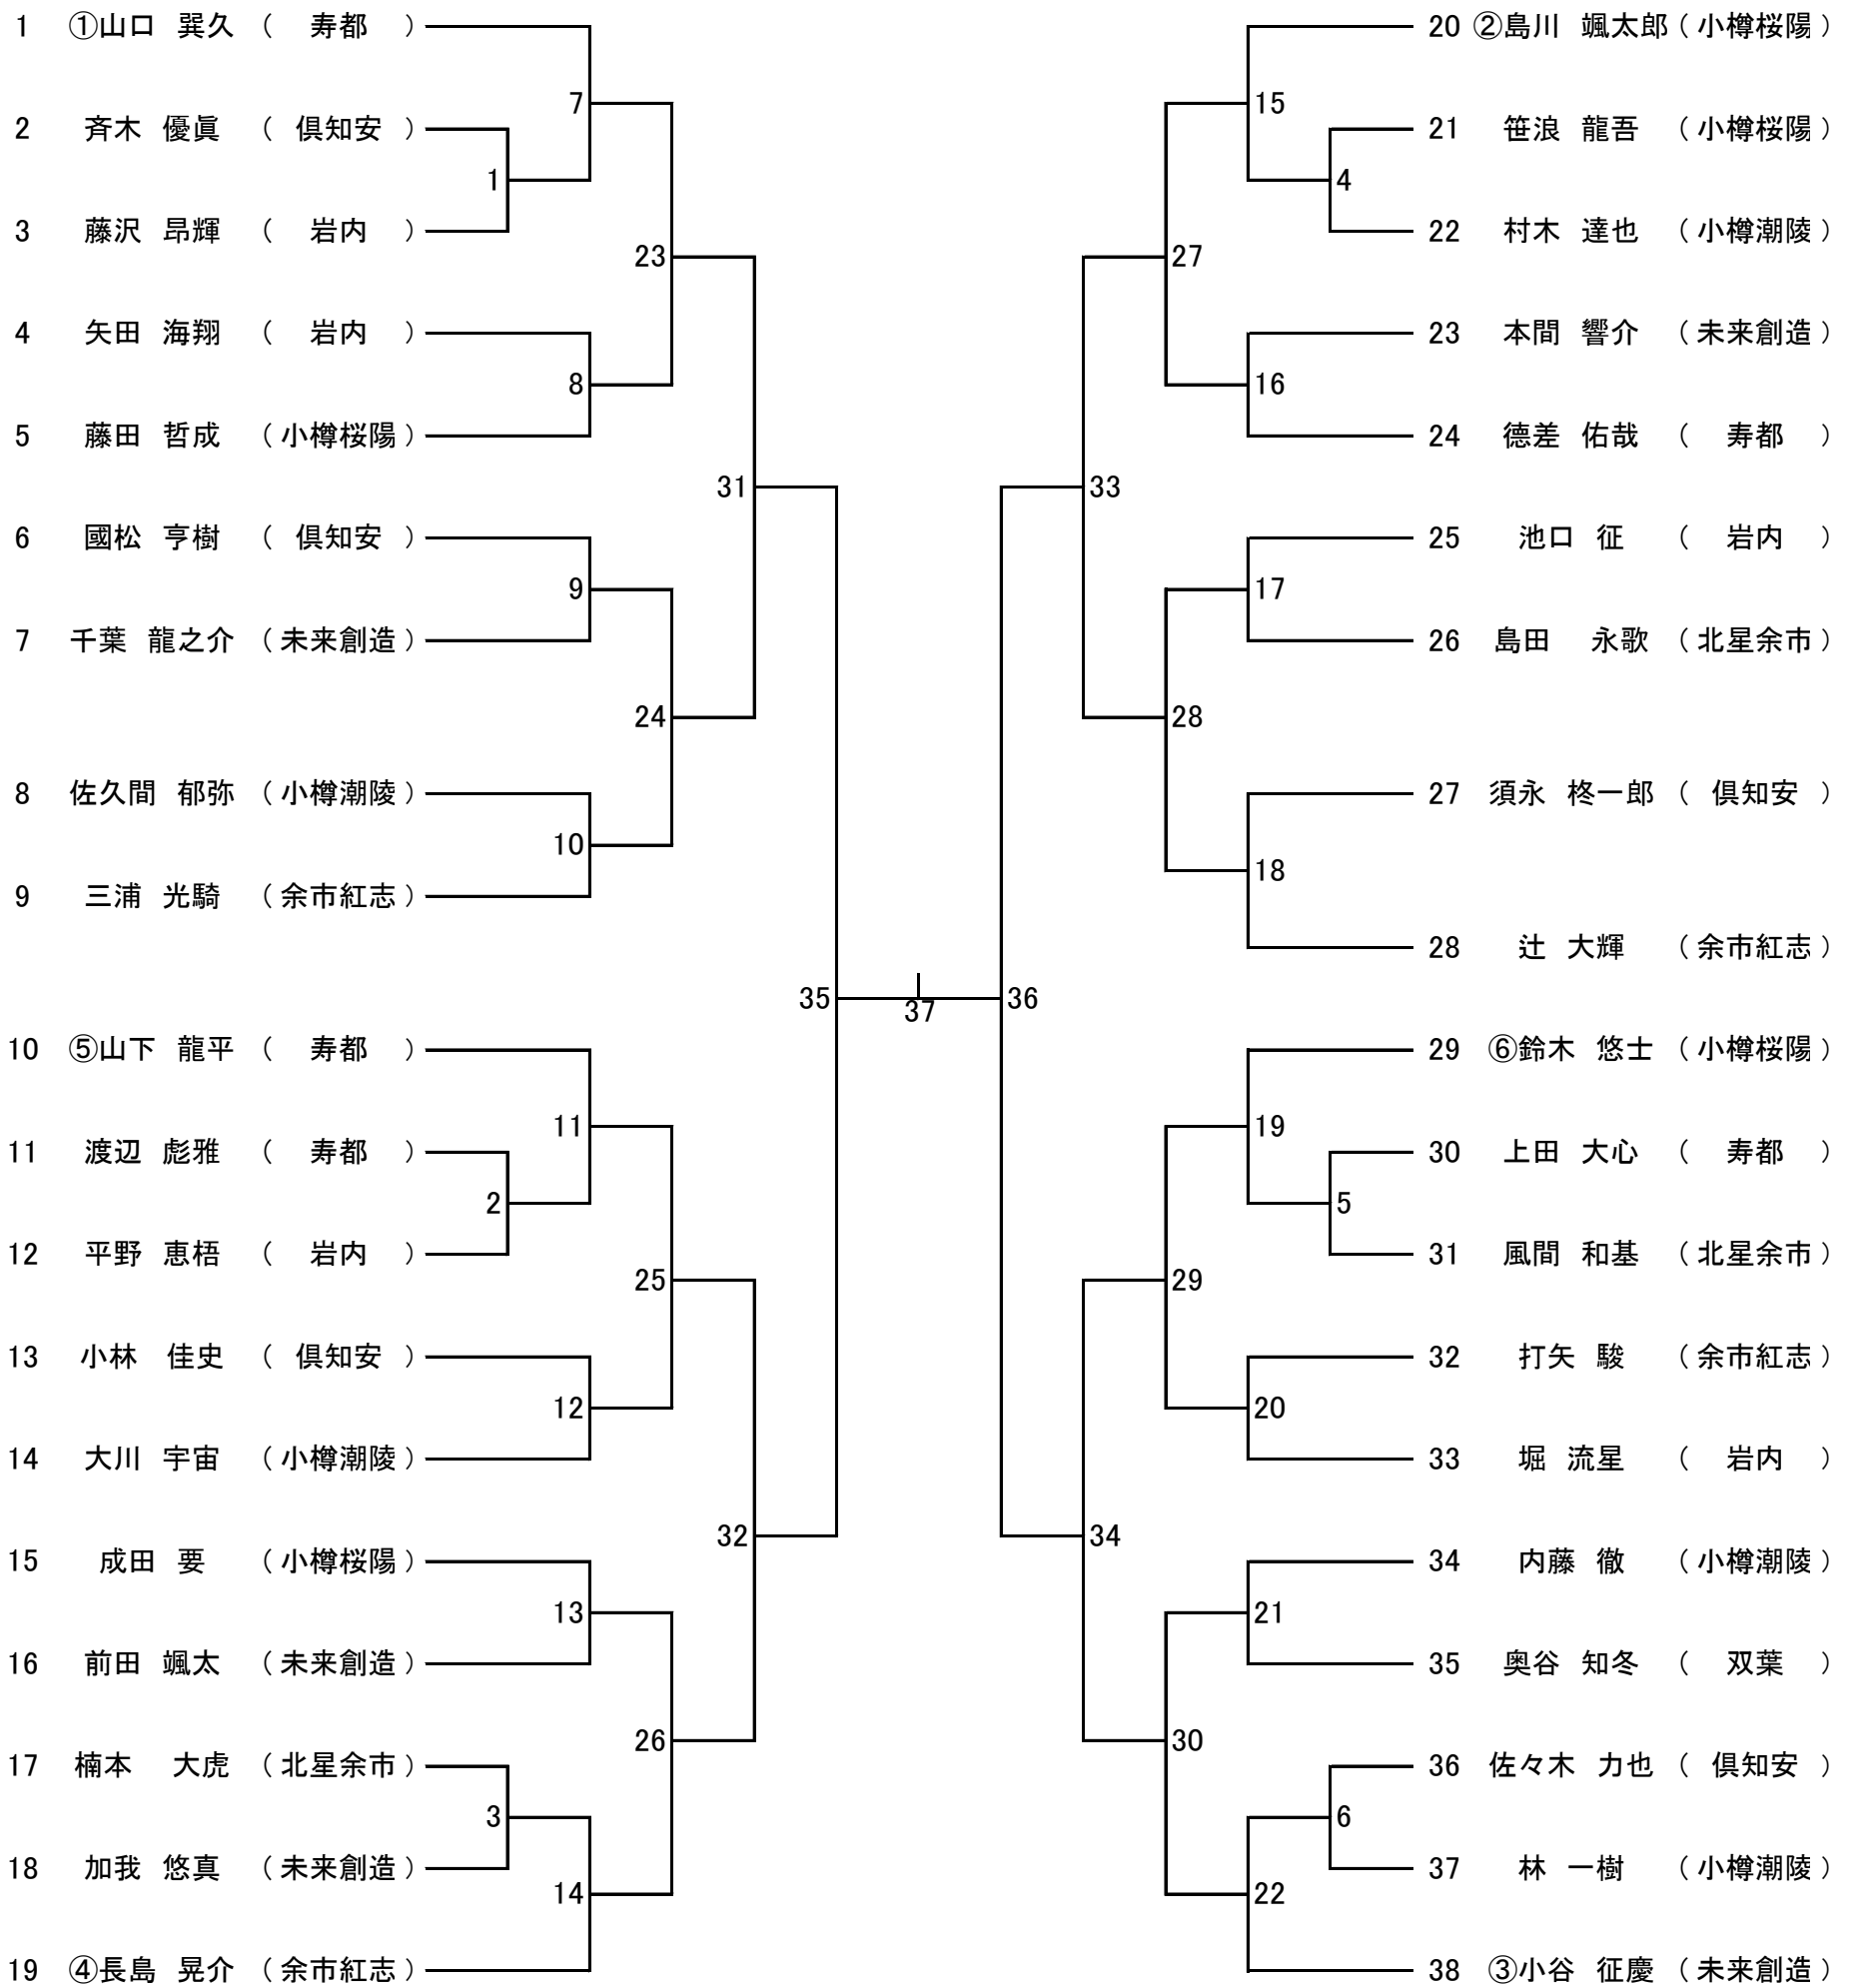 1 ①山口 巽久 ( 寿都 )
7
2 斉木 優眞 ( 倶知安 )
1
3 藤沢 昂輝 ( 岩内 )
23
4 矢田 海翔 ( 岩内 )
8
5 藤田 哲成 ( 小樽桜陽 )
31
6 國松 亨樹 ( 倶知安 )
9
7 千葉 龍之介 ( 未来創造 )
24
8 佐久間 郁弥 ( 小樽潮陵 )
10
9 三浦 光騎 ( 余市紅志 )
35
10 ⑤山下 龍平 ( 寿都 )
11
11 渡辺 彪雅 ( 寿都 )
2
12 平野 恵梧 ( 岩内 )
25
13 小林 佳史 ( 倶知安 )
12
14 大川 宇宙 ( 小樽潮陵 )
32
15 成田 要 ( 小樽桜陽 )
13
16 前田 颯太 ( 未来創造 )
26
17 楠本 大虎 ( 北星余市 )
3
18 加我 悠真 ( 未来創造 )
14
19 ④長島 晃介 ( 余市紅志 )
37
20 ②島川 颯太郎 ( 小樽桜陽 )
15
21 笹浪 龍吾 ( 小樽桜陽 )
4
22 村木 達也 ( 小樽潮陵 )
27
23 本間 響介 ( 未来創造 )
16
24 德差 佑哉 ( 寿都 )
33
25 池口 征 ( 岩内 )
17
26 島田 永歌 ( 北星余市 )
28
27 須永 柊一郎 ( 倶知安 )
18
28 辻 大輝 ( 余市紅志 )
36
29 ⑥鈴木 悠士 ( 小樽桜陽 )
19
30 上田 大心 ( 寿都 )
5
31 風間 和基 ( 北星余市 )
29
32 打矢 駿 ( 余市紅志 )
20
33 堀 流星 ( 岩内 )
34
34 内藤 徹 ( 小樽潮陵 )
21
35 奥谷 知冬 ( 双葉 )
30
36 佐々木 力也 ( 倶知安 )
6
37 林 一樹 ( 小樽潮陵 )
22
38 ③小谷 征慶 ( 未来創造 )